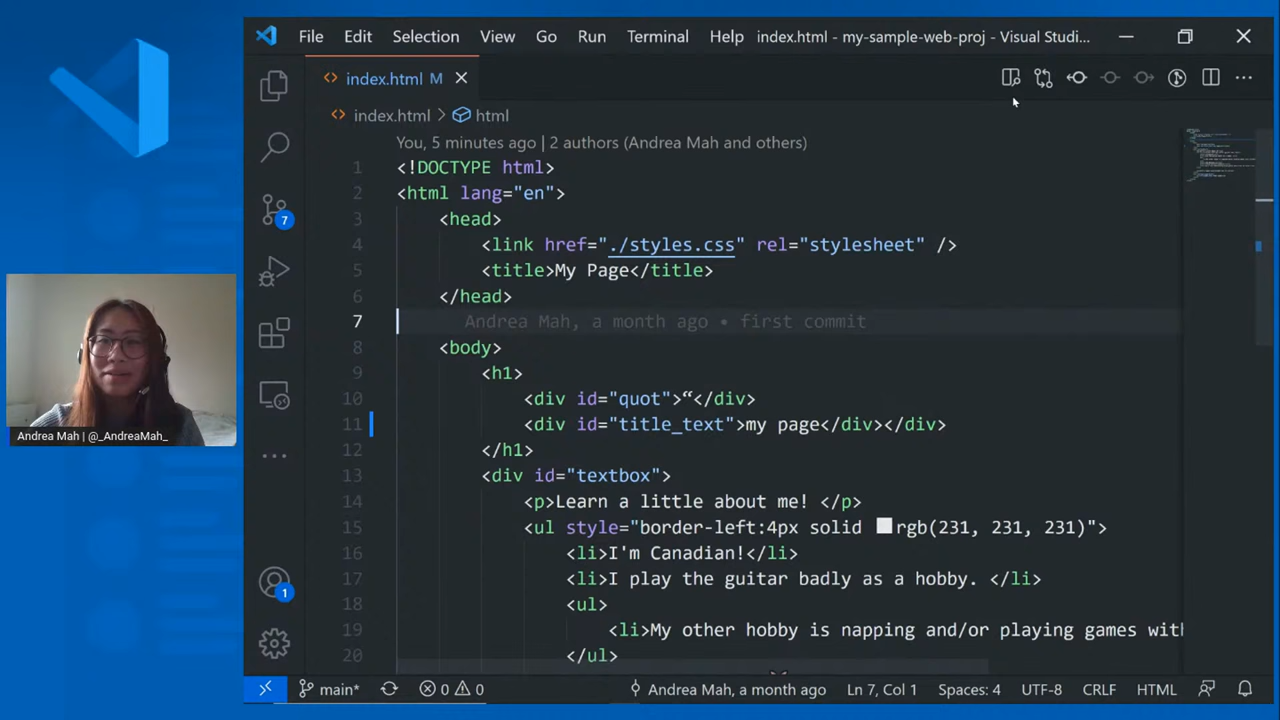 File Edit Selection View Go Run Terminal Help index.html - my-sample-web-proj - Visual Studi...
index.html M
index.html > html
You, 5 minutes ago | 2 authors (Andrea Mah and others)
1 <!DOCTYPE html>
2 <html lang="en">
3 <head>
4 <link href="./styles.css" rel="stylesheet" />
5 <title>My Page</title>
6 </head>
7 Andrea Mah, a month ago • first commit
8 <body>
9 <h1>
10 <div id="quot">“</div>
11 <div id="title_text">my page</div></div>
12 </h1>
13 <div id="textbox">
14 <p>Learn a little about me! </p>
15 <ul style="border-left:4px solid rgb(231, 231, 231)">
16 <li>I'm Canadian!</li>
17 <li>I play the guitar badly as a hobby. </li>
18 <ul>
19 <li>My other hobby is napping and/or playing games wit
20 </ul>
7
1
Andrea Mah | @_AndreaMah_
main* 0 0 Andrea Mah, a month ago Ln 7, Col 1 Spaces: 4 UTF-8 CRLF HTML